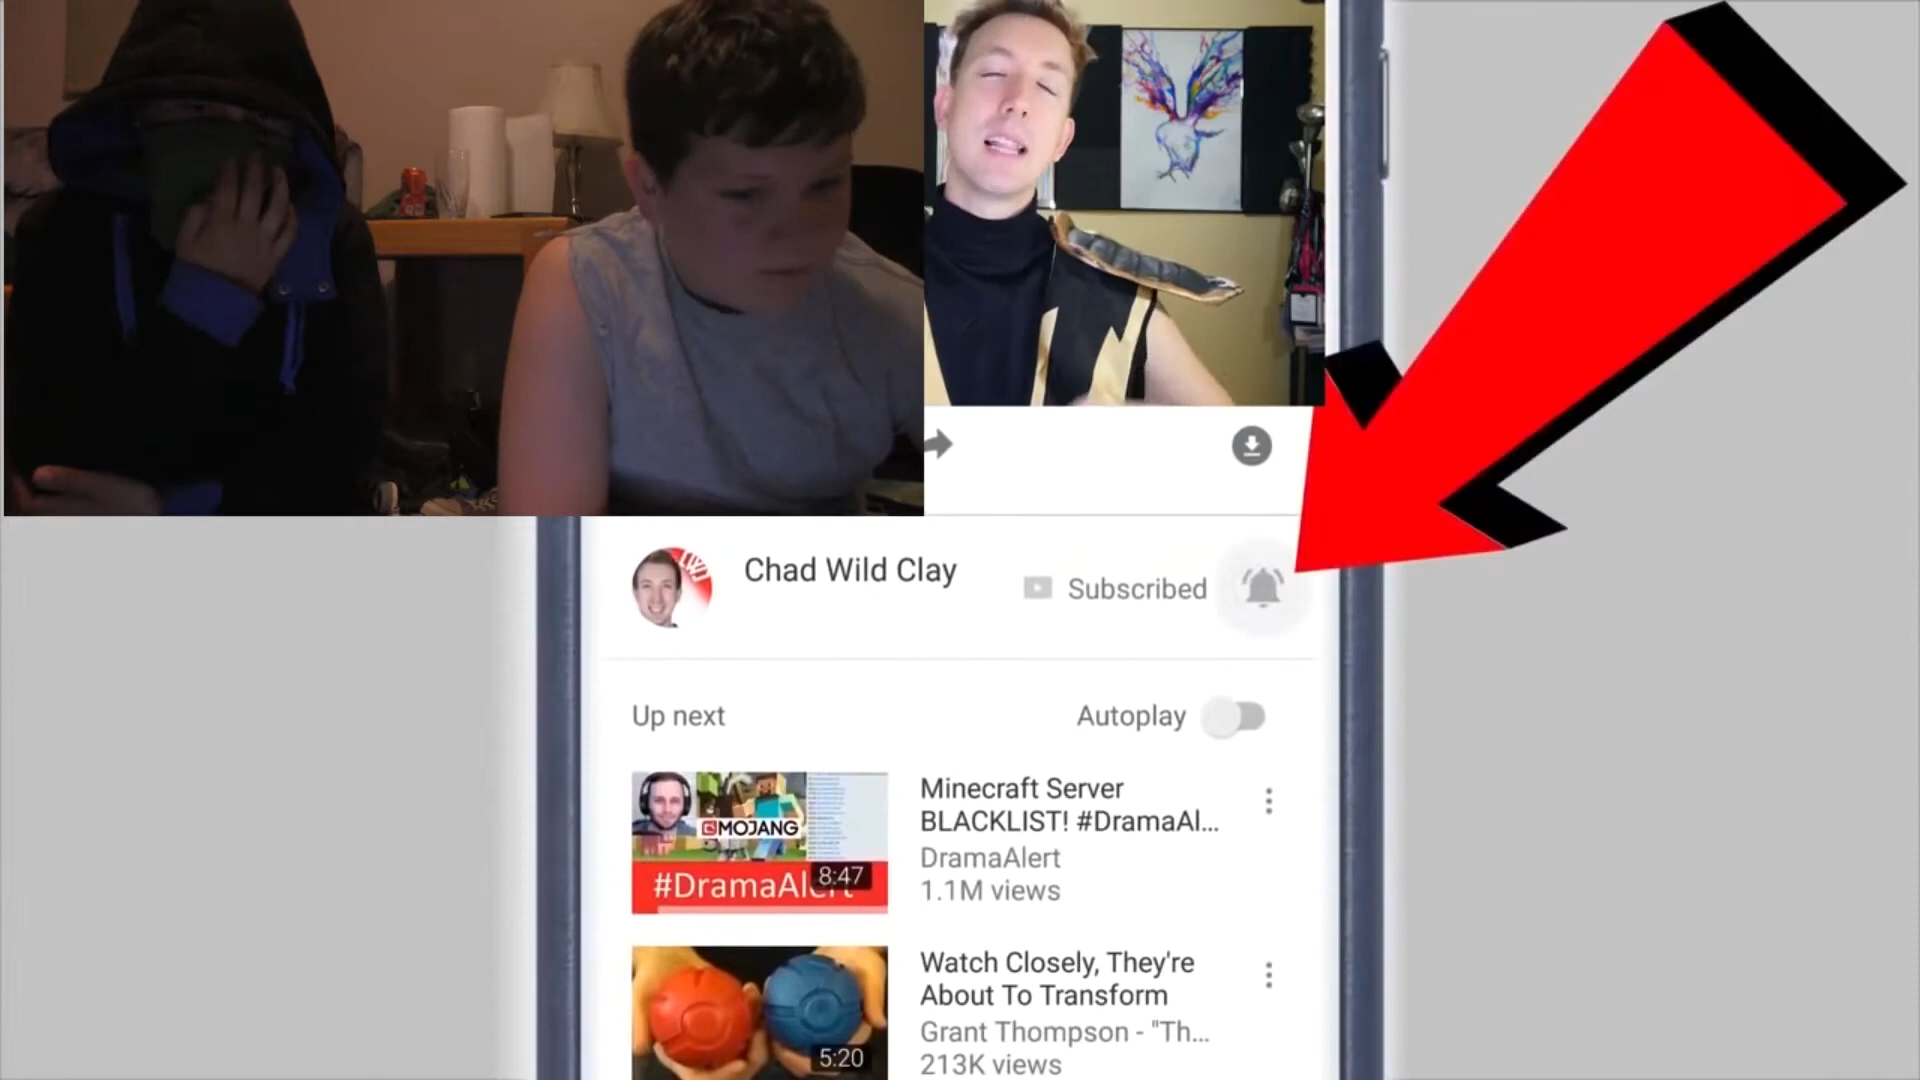 Chad Wild Clay
Subscribed
Up next
Autoplay
MOJANG
#DramaAlert
8:47
Minecraft Server
BLACKLIST! #DramaAl...
DramaAlert
1.1M views
5:20
Watch Closely, They're
About To Transform
Grant Thompson - "Th...
213K views